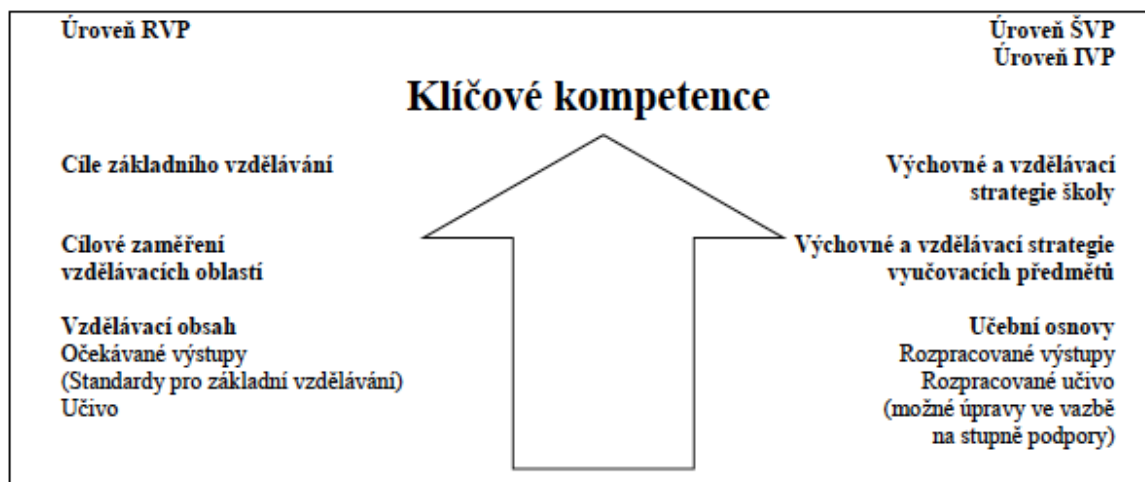 Úroveň RVP
Úroveň ŠVP
Úroveň IVP
Klíčové kompetence
Cíle základního vzdělávání
Výchovné a vzdělávací
strategie školy
Cílové zaměření
vzdělávacích oblastí
Výchovné a vzdělávací strategie
vyučovacích předmětů
Vzdělávací obsah
Očekávané výstupy
(Standardy pro základní vzdělávání)
Učivo
Učební osnovy
Rozpracované výstupy
Rozpracované učivo
(možné úpravy ve vazbě
na stupně podpory)